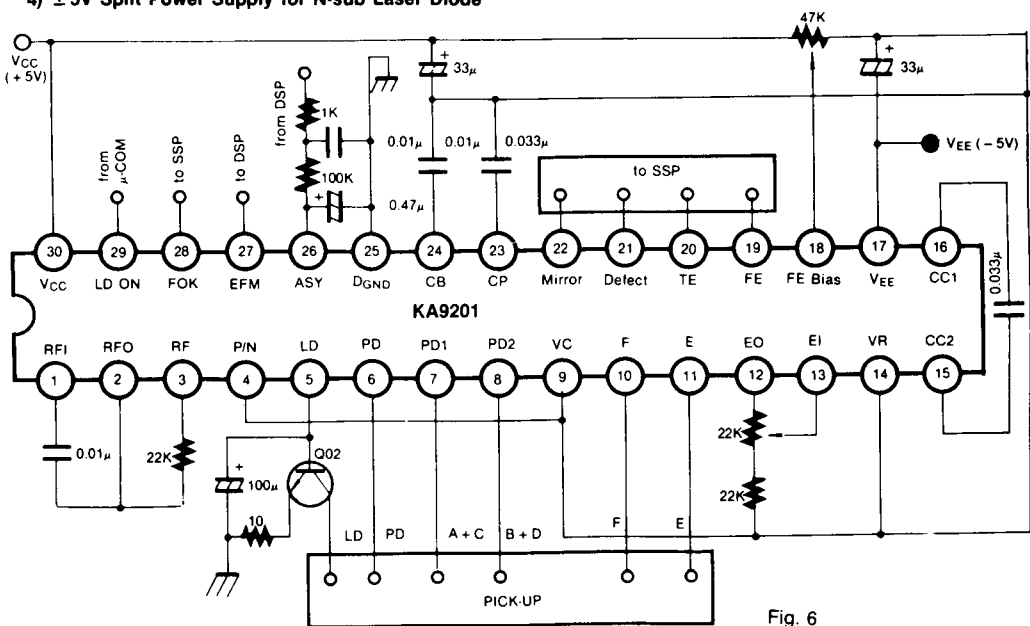 4) ±5V Split Power Supply for N-sub Laser Diode
47K
VCC
(+5V)
+
33μ
+
33μ
from DSP
1K
from
μ-COM
to SSP
to DSP
0.01μ
0.01μ
0.033μ
VEE (−5V)
to SSP
100K
+
0.47μ
30
29
28
27
26
25
24
23
22
21
20
19
18
17
16
VCC
LD ON
FOK
EFM
ASY
DGND
CB
CP
Mirror
Defect
TE
FE
FE Bias
VEE
CC1
0.033μ
KA9201
RFI
RFO
RF
P/N
LD
PD
PD1
PD2
VC
F
E
EO
EI
VR
CC2
1
2
3
4
5
6
7
8
9
10
11
12
13
14
15
0.01μ
22K
+
100μ
Q02
22K
22K
10
LD
PD
A + C
B + D
F
E
PICK-UP
Fig. 6